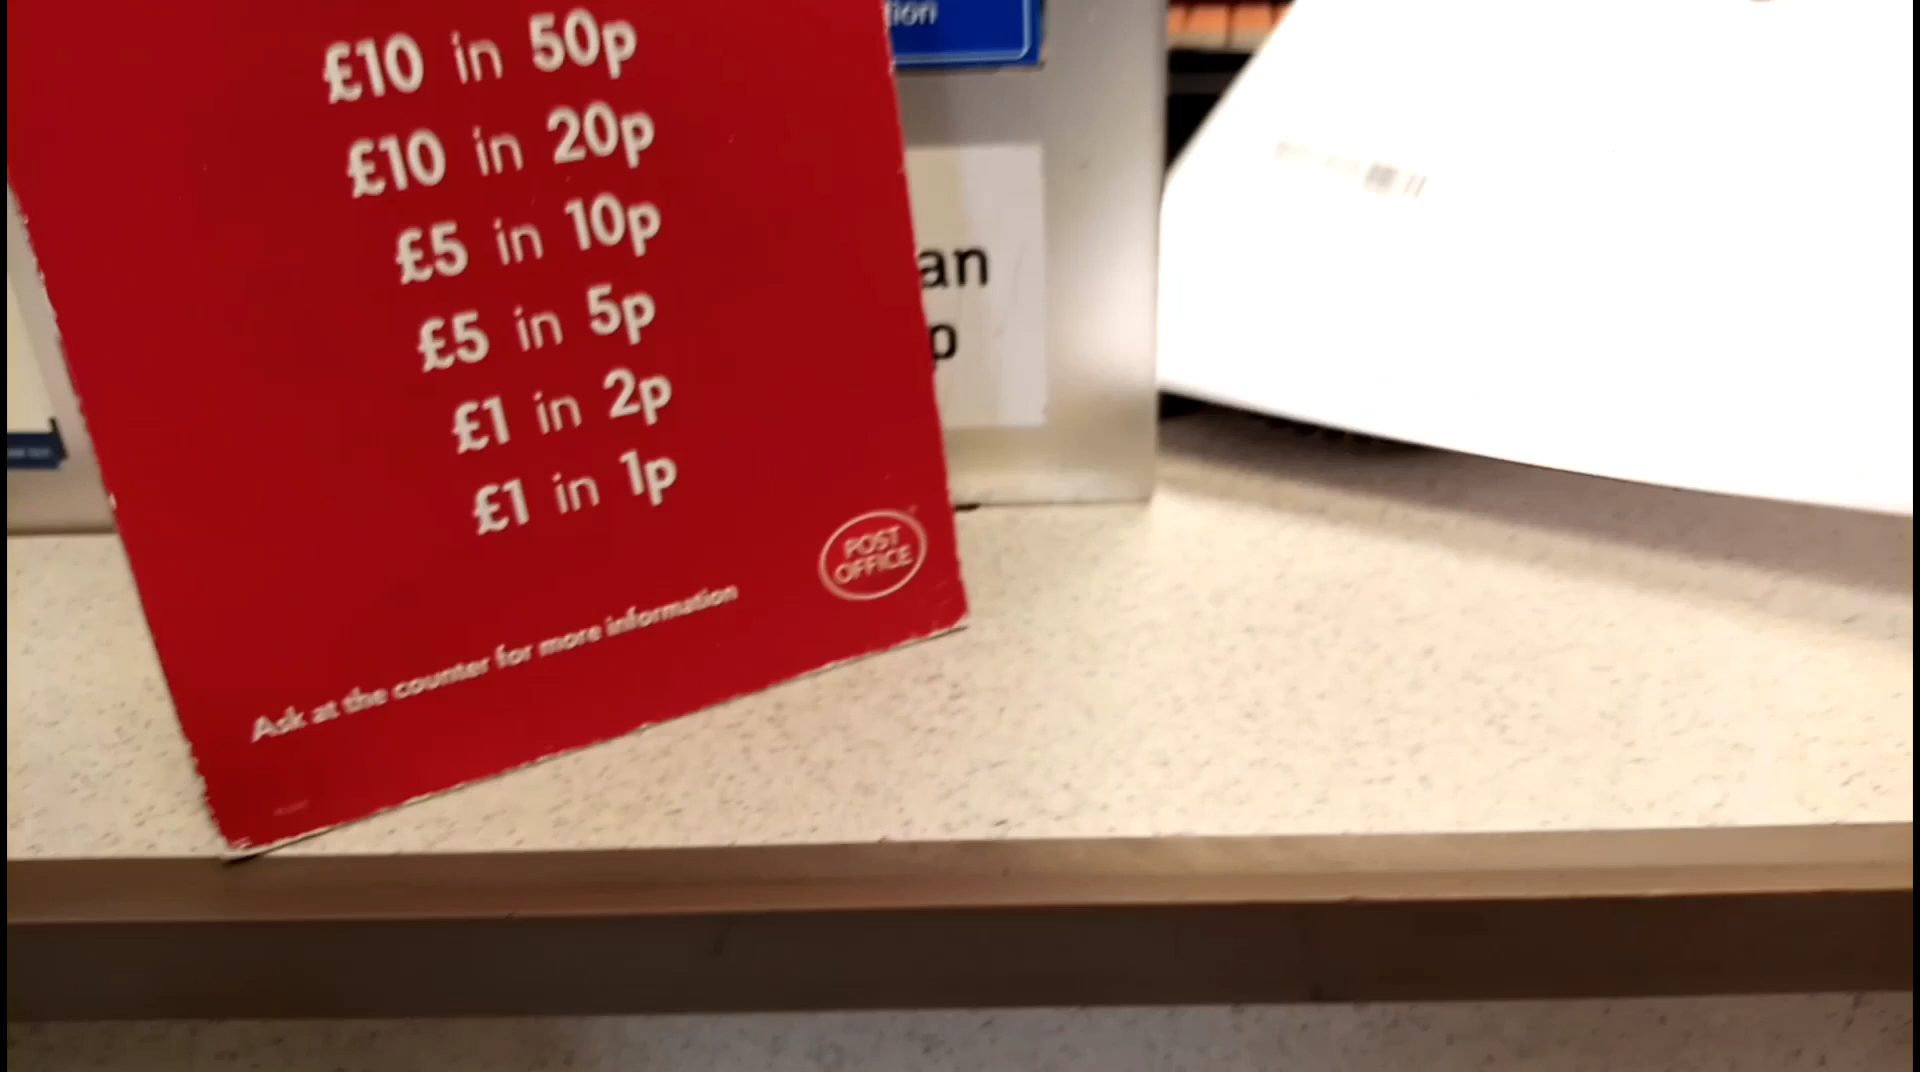 £10 in 50p
£10 in 20p
£5 in 10p
£5 in 5p
£1 in 2p
£1 in 1p
POST
OFFICE
Ask at the counter for more information
tion
an
p